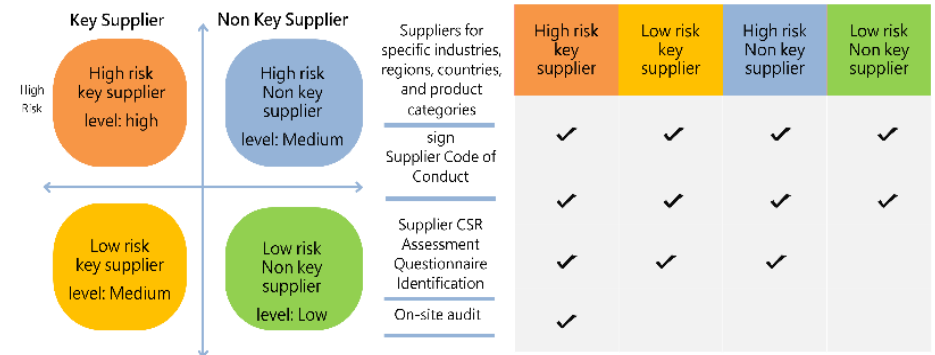 Key Supplier
Non Key Supplier
High
Risk
High risk
key supplier
level: high
High risk
Non key
supplier
level: Medium
Low risk
key supplier
level: Medium
Low risk
Non key
supplier
level: Low
Suppliers for
specific industries,
regions, countries,
and product
categories
sign
Supplier Code of
Conduct
Supplier CSR
Assessment
Questionnaire
Identification
On-site audit
High risk
key
supplier
Low risk
key
supplier
High risk
Non key
supplier
Low risk
Non key
supplier
✓ ✓ ✓ ✓
✓ ✓ ✓ ✓
✓ ✓ ✓
✓